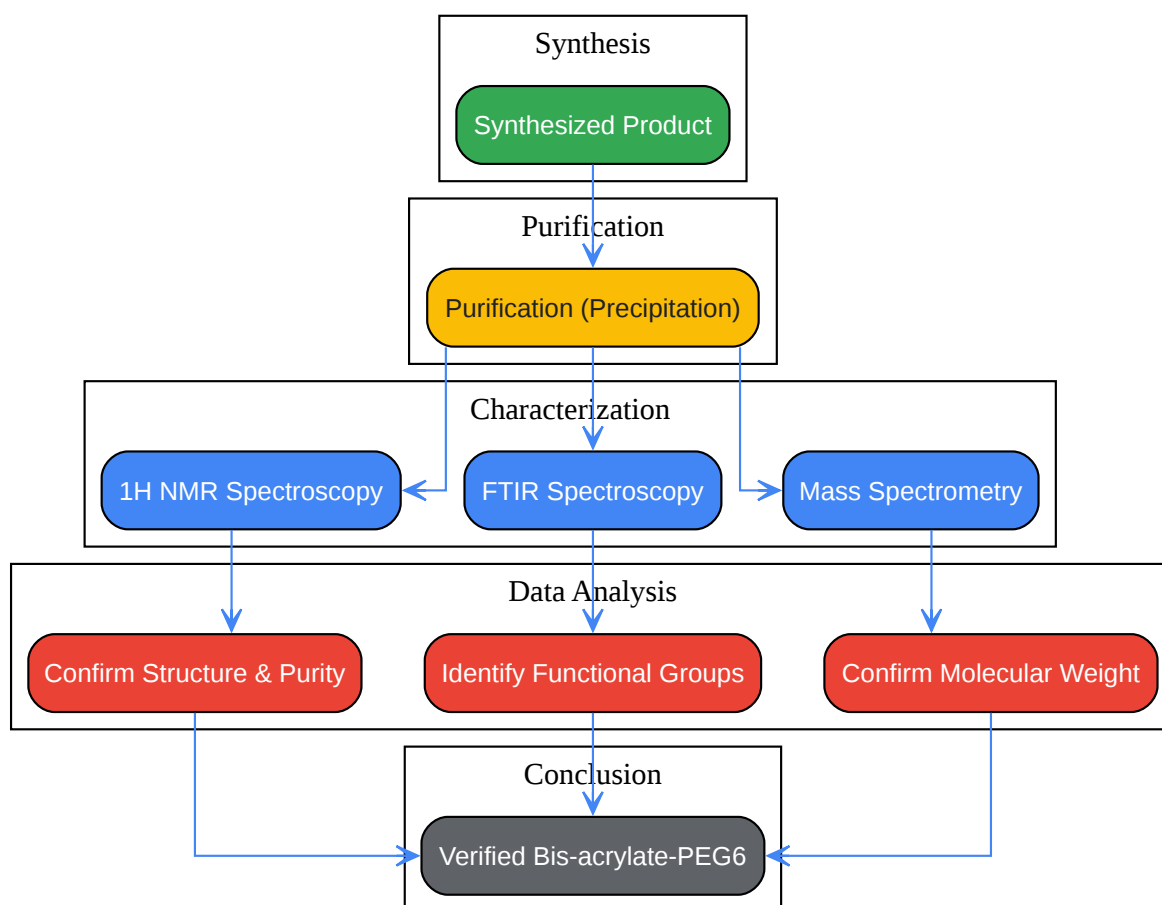 Synthesis
Synthesized Product
Purification
Purification (Precipitation)
Characterization
1H NMR Spectroscopy
FTIR Spectroscopy
Mass Spectrometry
Data Analysis
Confirm Structure & Purity
Identify Functional Groups
Confirm Molecular Weight
Conclusion
Verified Bis-acrylate-PEG6